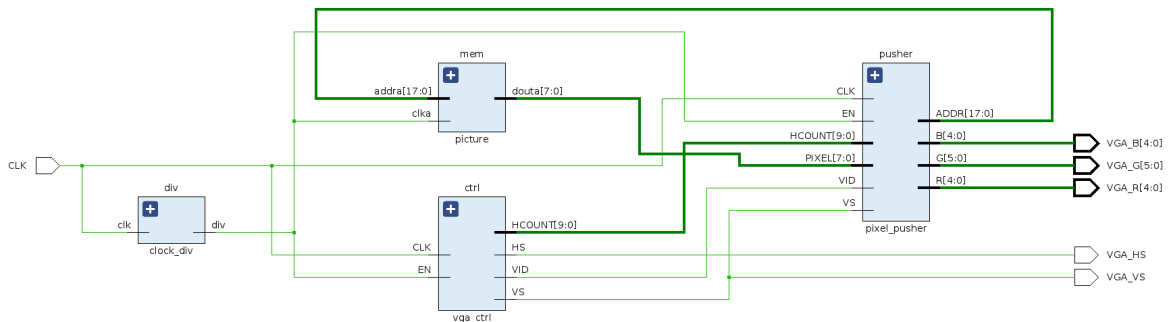 mem
addra[17:0]
douta[7:0]
clka
picture
pusher
CLK
EN
HCOUNT[9:0]
PIXEL[7:0]
VID
VS
ADDR[17:0]
B[4:0]
G[5:0]
R[4:0]
pixel_pusher
VGA_B[4:0]
VGA_G[5:0]
VGA_R[4:0]
CLK
div
clk
div
clock_div
ctrl
CLK
EN
HCOUNT[9:0]
HS
VID
VS
vga_ctrl
VGA_HS
VGA_VS